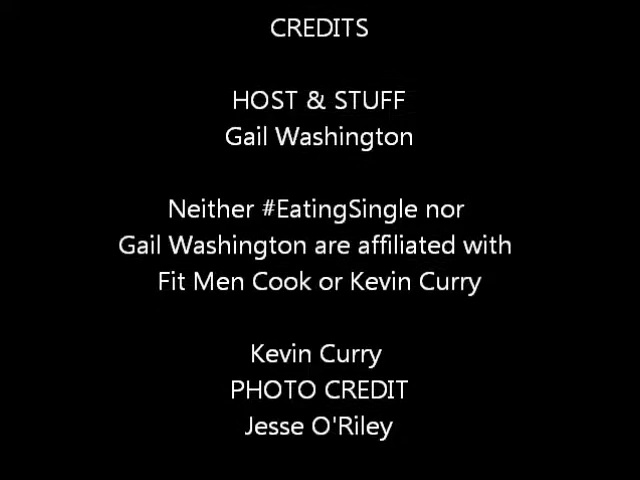 CREDITS
HOST & STUFF
Gail Washington
Neither #EatingSingle nor
Gail Washington are affiliated with
Fit Men Cook or Kevin Curry
Kevin Curry
PHOTO CREDIT
Jesse O'Riley